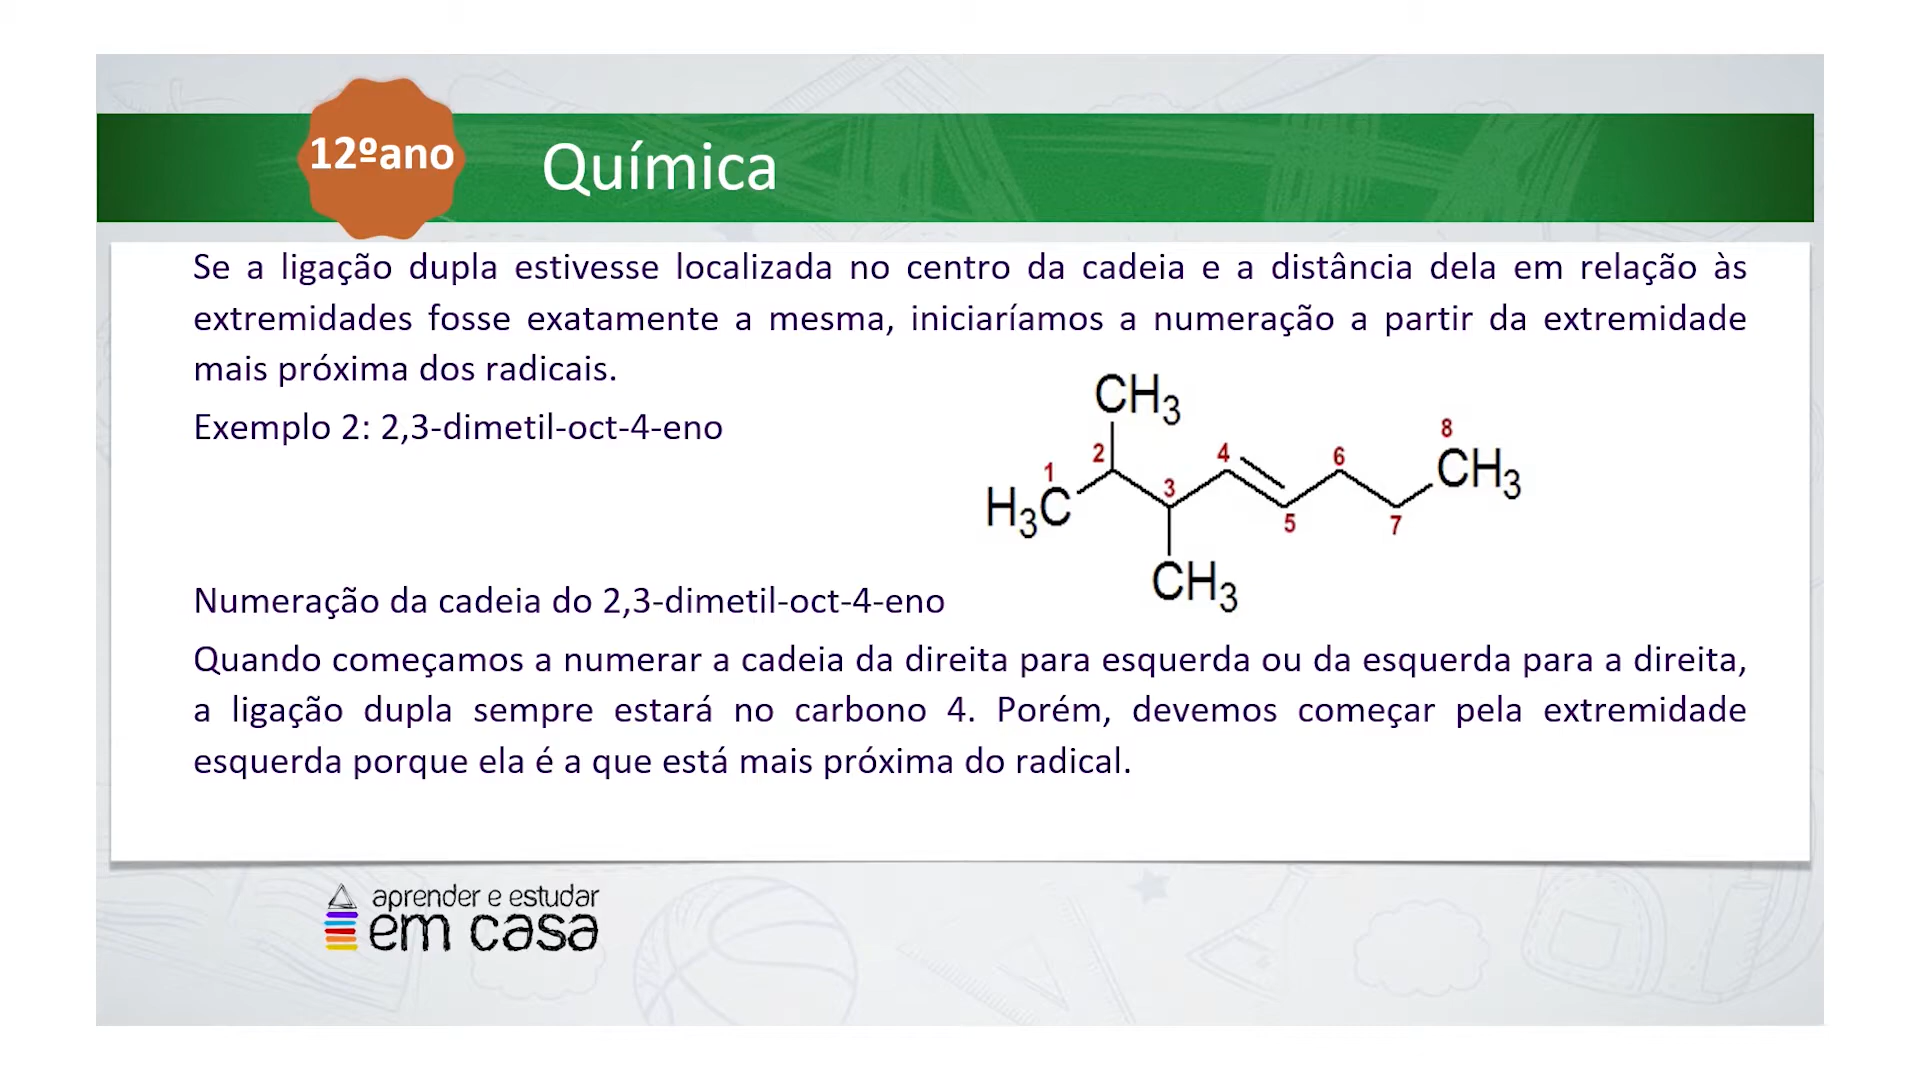 12ºano
Química
Se a ligação dupla estivesse localizada no centro da cadeia e a distância dela em relação às
extremidades fosse exatamente a mesma, iniciaríamos a numeração a partir da extremidade
mais próxima dos radicais.
Exemplo 2: 2,3-dimetil-oct-4-eno
CH3
8
1
2
4
6
CH3
H3C
3
5
7
CH3
Numeração da cadeia do 2,3-dimetil-oct-4-eno
Quando começamos a numerar a cadeia da direita para esquerda ou da esquerda para a direita,
a ligação dupla sempre estará no carbono 4. Porém, devemos começar pela extremidade
esquerda porque ela é a que está mais próxima do radical.
aprender e estudar
em casa